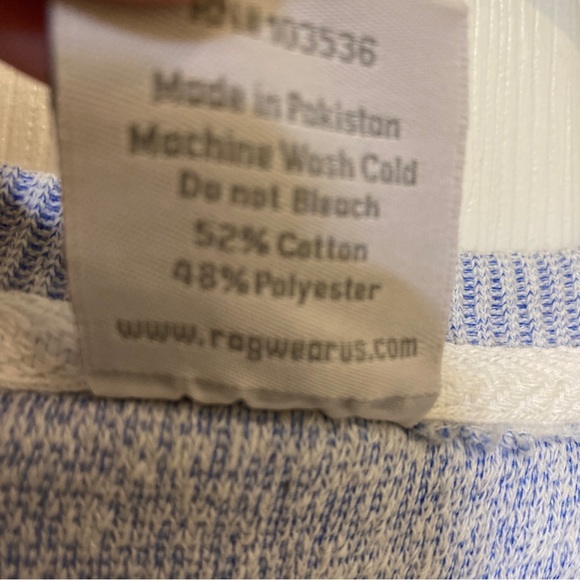 103536
Made in Pakistan
Machine Wash Cold
Do not Bleach
52% Cotton
48% Polyester
www.ragwearus.com